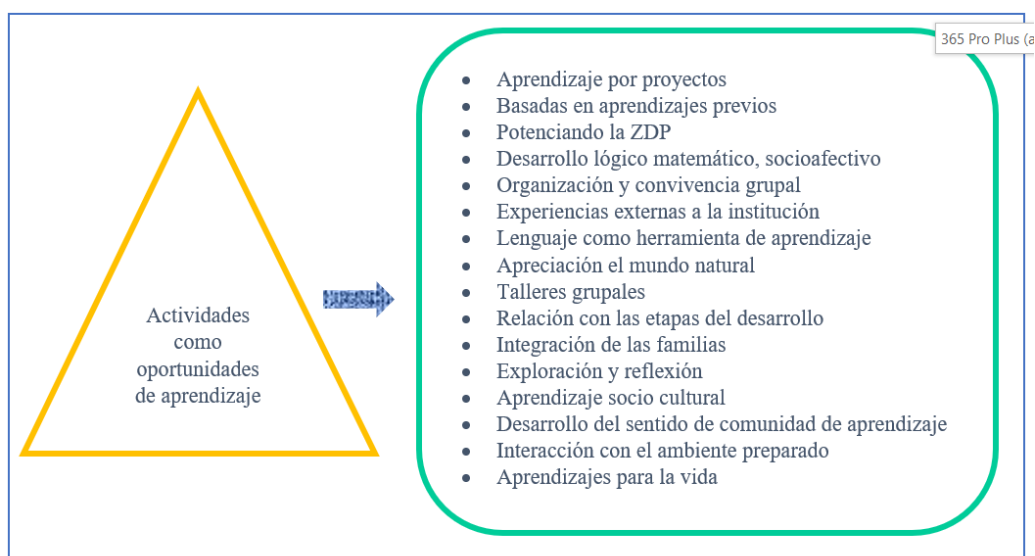 365 Pro Plus (a
Actividades
como
oportunidades
de aprendizaje
• Aprendizaje por proyectos
• Basadas en aprendizajes previos
• Potenciando la ZDP
• Desarrollo lógico matemático, socioafectivo
• Organización y convivencia grupal
• Experiencias externas a la institución
• Lenguaje como herramienta de aprendizaje
• Apreciación el mundo natural
• Talleres grupales
• Relación con las etapas del desarrollo
• Integración de las familias
• Exploración y reflexión
• Aprendizaje socio cultural
• Desarrollo del sentido de comunidad de aprendizaje
• Interacción con el ambiente preparado
• Aprendizajes para la vida